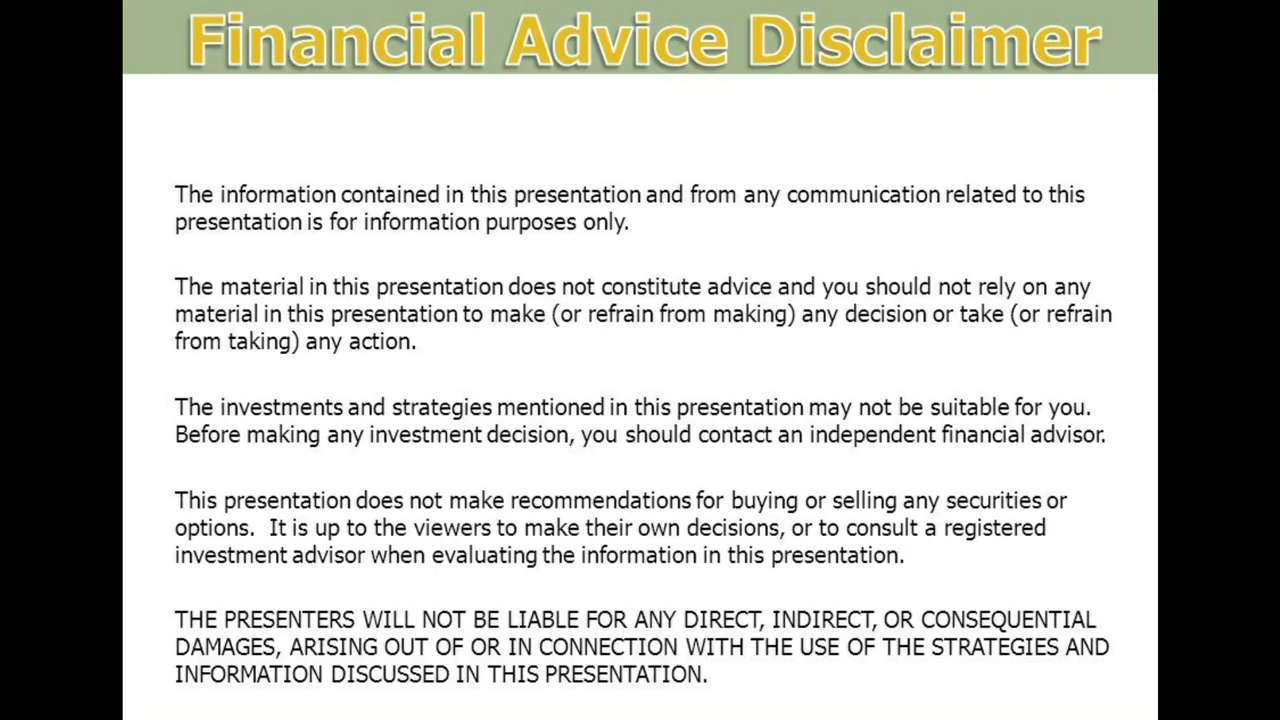 Financial Advice Disclaimer
The information contained in this presentation and from any communication related to this
presentation is for information purposes only.
The material in this presentation does not constitute advice and you should not rely on any
material in this presentation to make (or refrain from making) any decision or take (or refrain
from taking) any action.
The investments and strategies mentioned in this presentation may not be suitable for you.
Before making any investment decision, you should contact an independent financial advisor.
This presentation does not make recommendations for buying or selling any securities or
options.  It is up to the viewers to make their own decisions, or to consult a registered
investment advisor when evaluating the information in this presentation.
THE PRESENTERS WILL NOT BE LIABLE FOR ANY DIRECT, INDIRECT, OR CONSEQUENTIAL
DAMAGES, ARISING OUT OF OR IN CONNECTION WITH THE USE OF THE STRATEGIES AND
INFORMATION DISCUSSED IN THIS PRESENTATION.